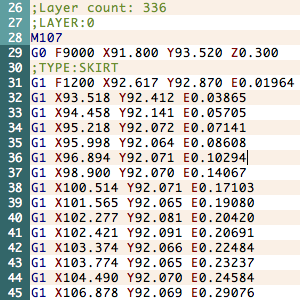 26 ;Layer count: 336
27 ;LAYER:0
28 M107
29 G0 F9000 X91.800 Y93.520 Z0.300
30 ;TYPE:SKIRT
31 G1 F1200 X92.617 Y92.870 E0.01964
32 G1 X93.518 Y92.412 E0.03865
33 G1 X94.458 Y92.141 E0.05705
34 G1 X95.218 Y92.072 E0.07141
35 G1 X95.998 Y92.064 E0.08608
36 G1 X96.894 Y92.071 E0.10294
37 G1 X98.900 Y92.070 E0.14067
38 G1 X100.514 Y92.071 E0.17103
39 G1 X101.565 Y92.065 E0.19080
40 G1 X102.277 Y92.081 E0.20420
41 G1 X102.421 Y92.091 E0.20691
42 G1 X103.374 Y92.066 E0.22484
43 G1 X103.774 Y92.065 E0.23237
44 G1 X104.490 Y92.070 E0.24584
45 G1 X106.878 Y92.069 E0.29076